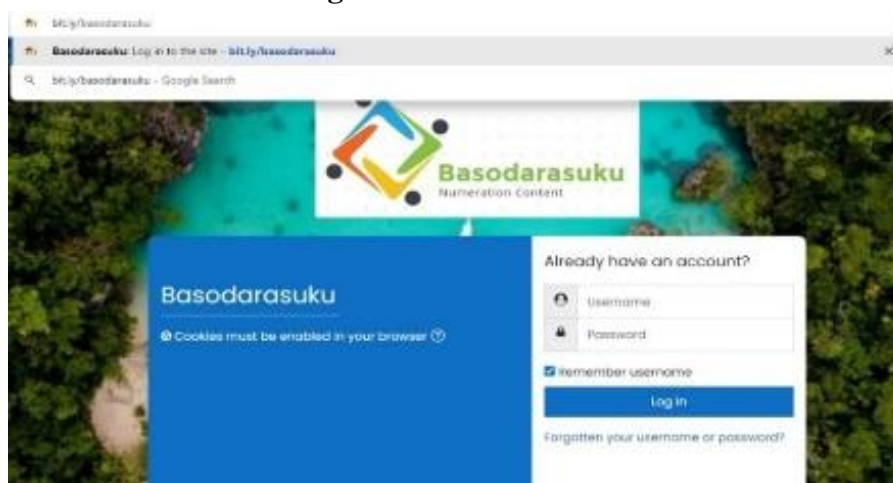 bit.ly/basodarasuku
Basodarasuku: Log in to the site - bit.ly/basodarasuku
bit.ly/basodarasuku - Google Search
Basodarasuku
Numeration Content
Already have an account?
Basodarasuku
Username
Cookies must be enabled in your browser
Password
Remember username
Log in
Forgotten your username or password?